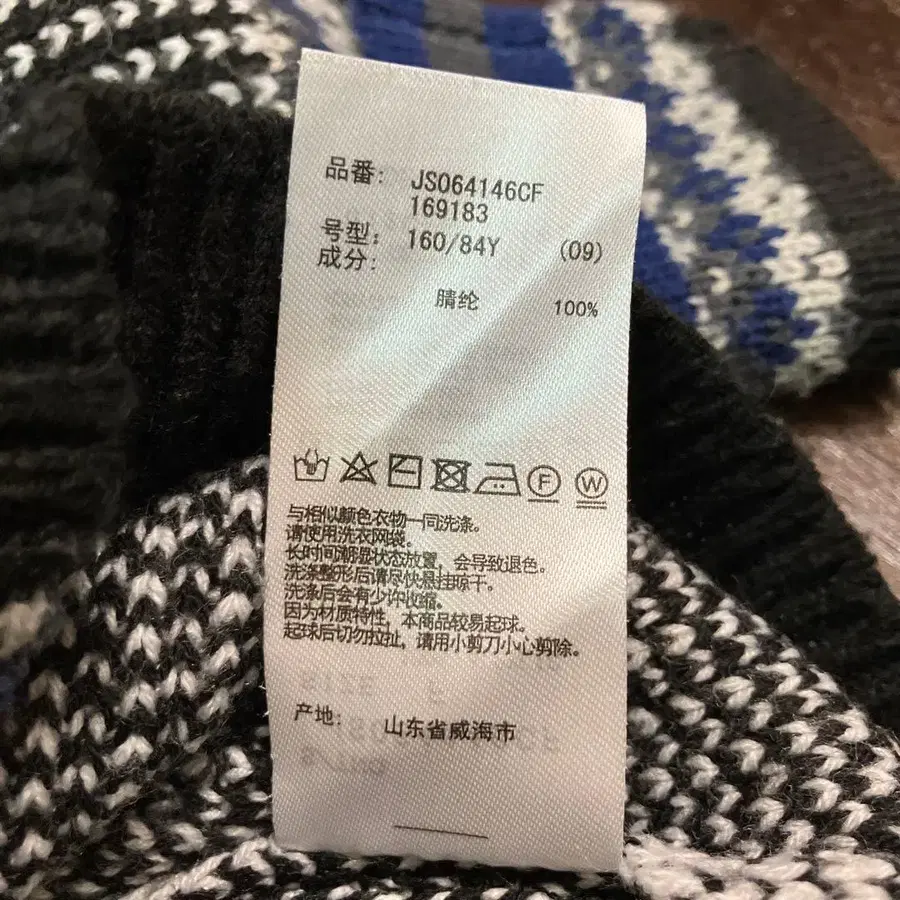 品番： JS064146CF
169183
号型： 160/84Y (09)
成分：
腈纶 100%
F W
与相似颜色衣物一同洗涤。
请使用洗衣网袋。
长时间潮湿状态放置，会导致退色。
洗涤整形后请尽快悬挂晾干。
洗涤后会有少许收缩。
因为材质特性，本商品较易起球。
起球后切勿拉扯，请用小剪刀小心剪除。
产地： 山东省威海市